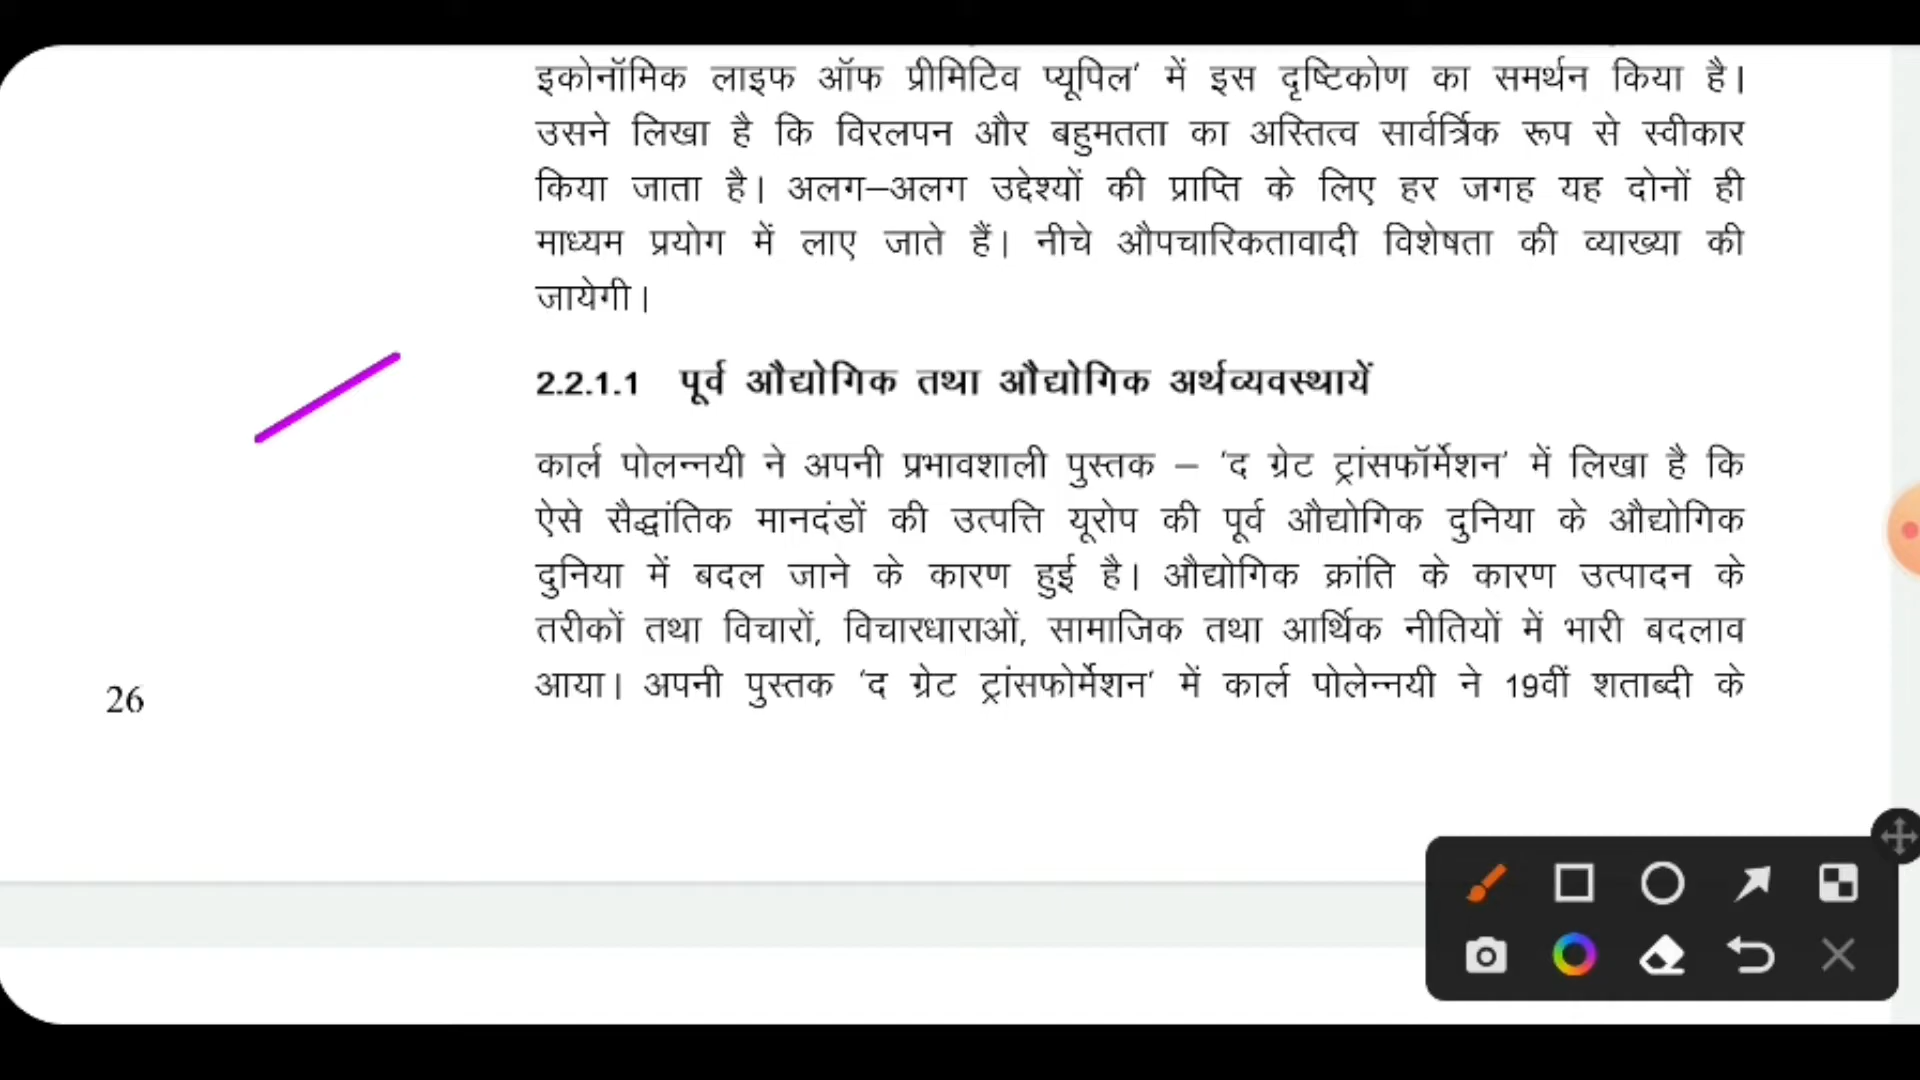 इकोनॉमिक लाइफ ऑफ प्रीमिटिव प्यूपिल’ में इस दृष्टिकोण का समर्थन किया है।
उसने लिखा है कि विरलपन और बहुमतता का अस्तित्व सार्वर्त्रिक रूप से स्वीकार
किया जाता है। अलग–अलग उद्देश्यों की प्राप्ति के लिए हर जगह यह दोनों ही
माध्यम प्रयोग में लाए जाते हैं। नीचे औपचारिकतावादी विशेषता की व्याख्या की
जायेगी।
2.2.1.1 पूर्व औद्योगिक तथा औद्योगिक अर्थव्यवस्थायें
कार्ल पोलन्नयी ने अपनी प्रभावशाली पुस्तक – ‘द ग्रेट ट्रांसफॉर्मेशन’ में लिखा है कि
ऐसे सैद्धांतिक मानदंडों की उत्पत्ति यूरोप की पूर्व औद्योगिक दुनिया के औद्योगिक
दुनिया में बदल जाने के कारण हुई है। औद्योगिक क्रांति के कारण उत्पादन के
तरीकों तथा विचारों, विचारधाराओं, सामाजिक तथा आर्थिक नीतियों में भारी बदलाव
आया। अपनी पुस्तक ‘द ग्रेट ट्रांसफोर्मेशन’ में कार्ल पोलेन्नयी ने 19वीं शताब्दी के
26